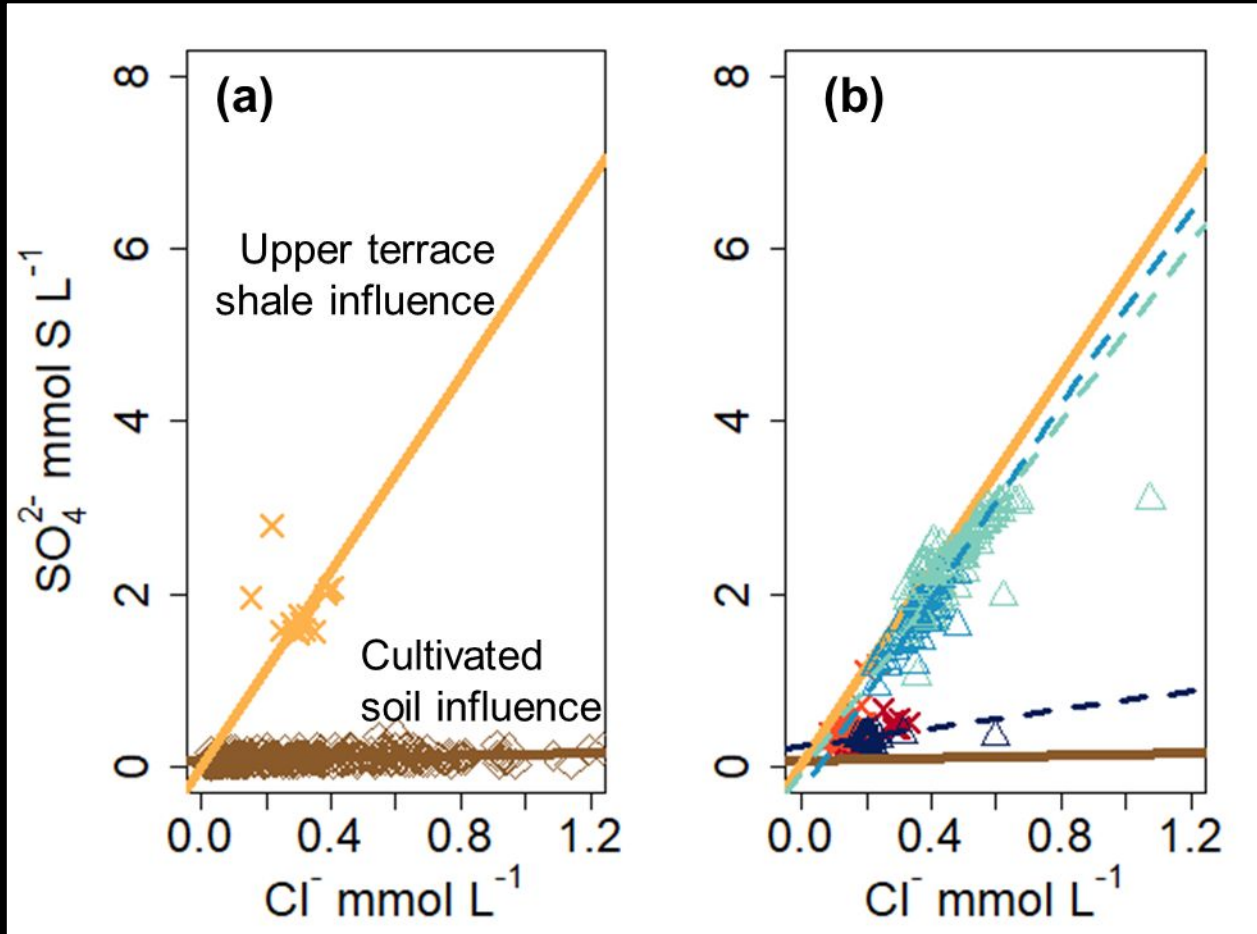 (a)
Upper terrace
shale influence
Cultivated
soil influence
8
6
4
2
0
SO₄²⁻ mmol S L⁻¹
0.0 0.4 0.8 1.2
Cl⁻ mmol L⁻¹
(b)
8
6
4
2
0
0.0 0.4 0.8 1.2
Cl⁻ mmol L⁻¹